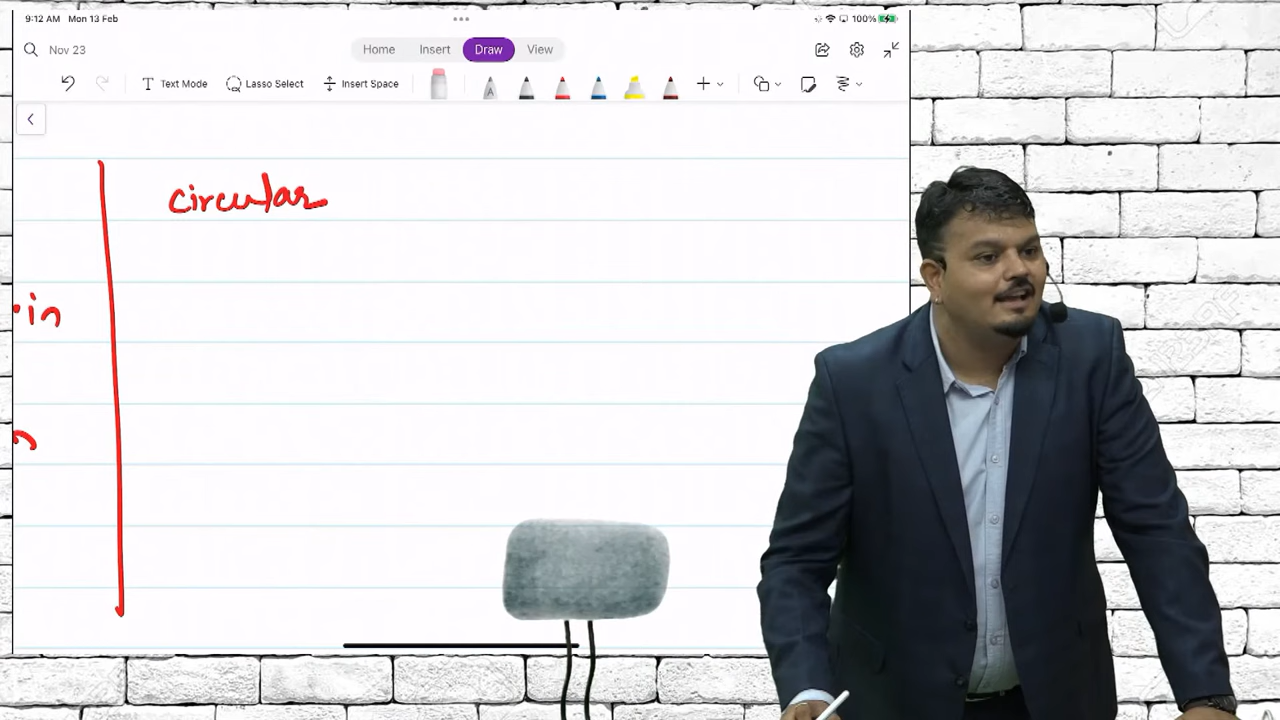 9:12 AM Mon 13 Feb
100%
Nov 23
Home Insert Draw View
Text Mode Lasso Select Insert Space
A
circular
in
n